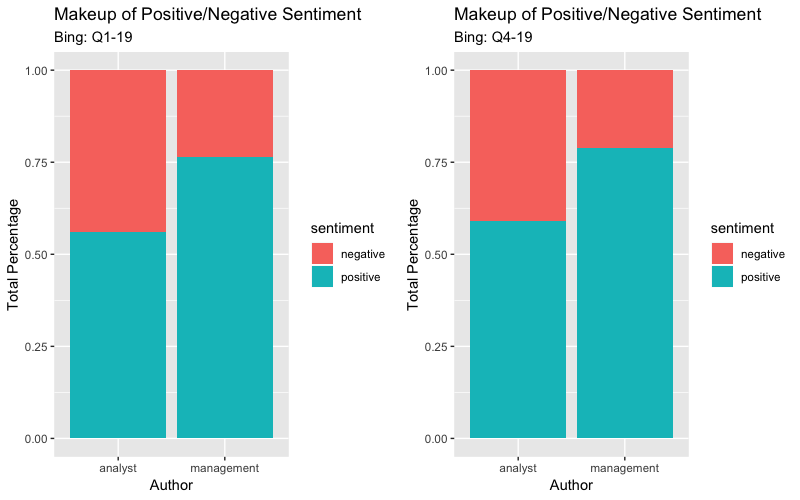 Makeup of Positive/Negative Sentiment
Bing: Q1-19
1.00
0.75
0.50
0.25
0.00
Total Percentage
analyst
management
Author
sentiment
negative
positive
Makeup of Positive/Negative Sentiment
Bing: Q4-19
1.00
0.75
0.50
0.25
0.00
Total Percentage
analyst
management
Author
sentiment
negative
positive